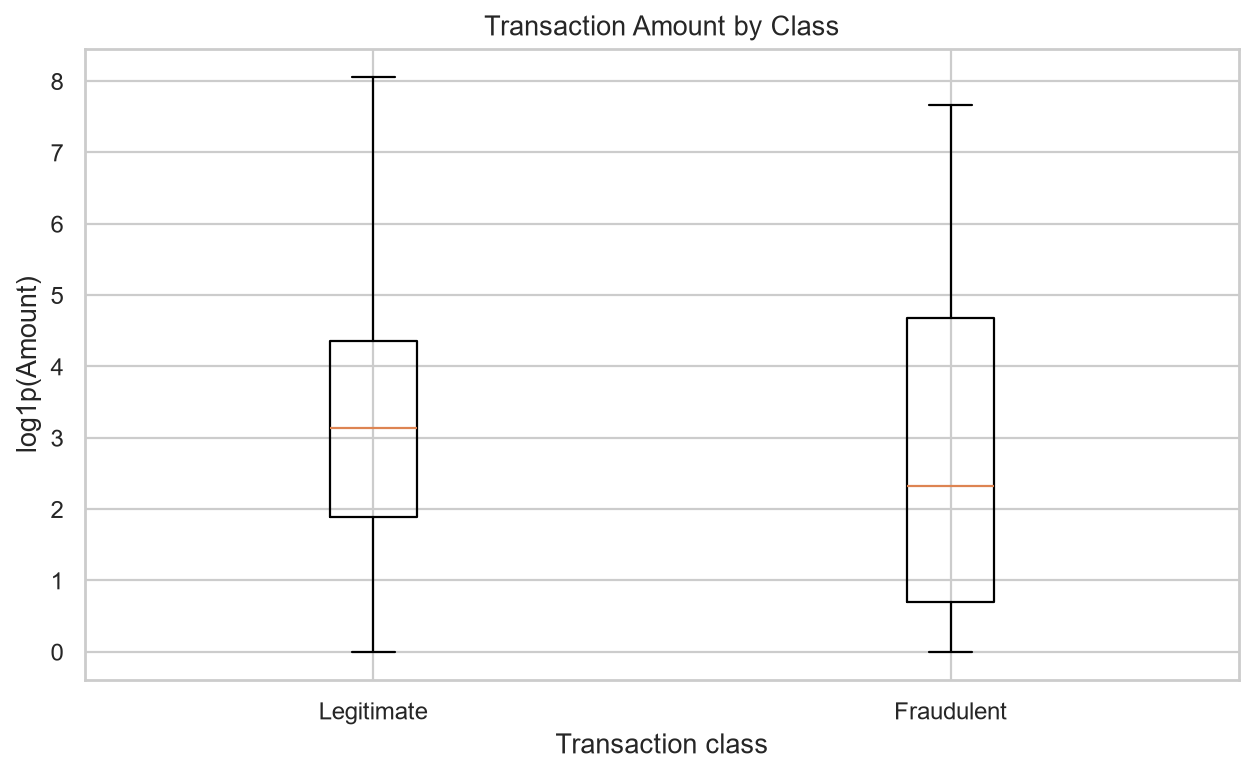 Transaction Amount by Class
log1p(Amount)
8
7
6
5
4
3
2
1
0
Legitimate
Fraudulent
Transaction class